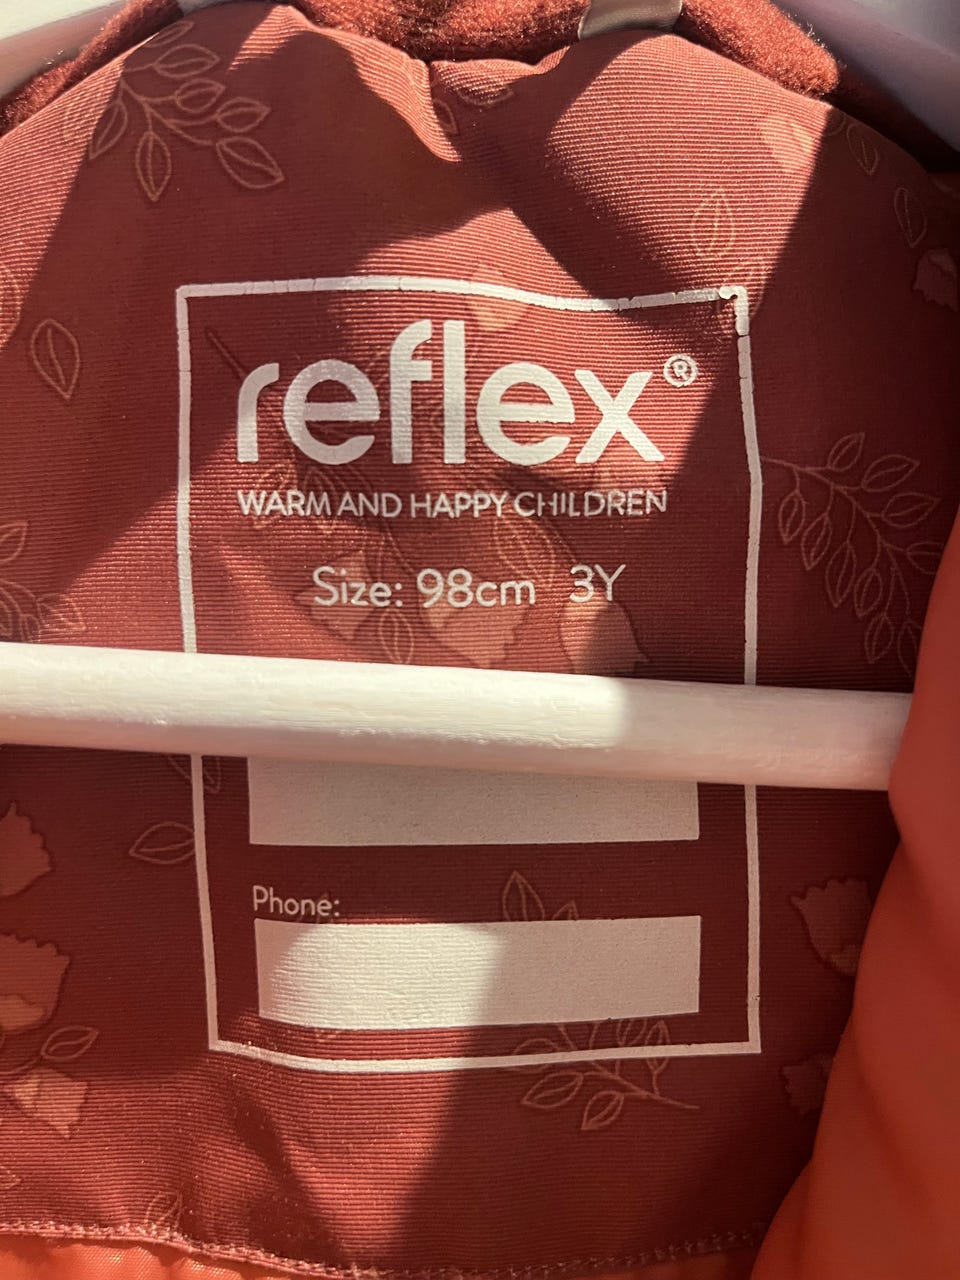 reflex®
WARM AND HAPPY CHILDREN
Size: 98cm 3Y
Phone: